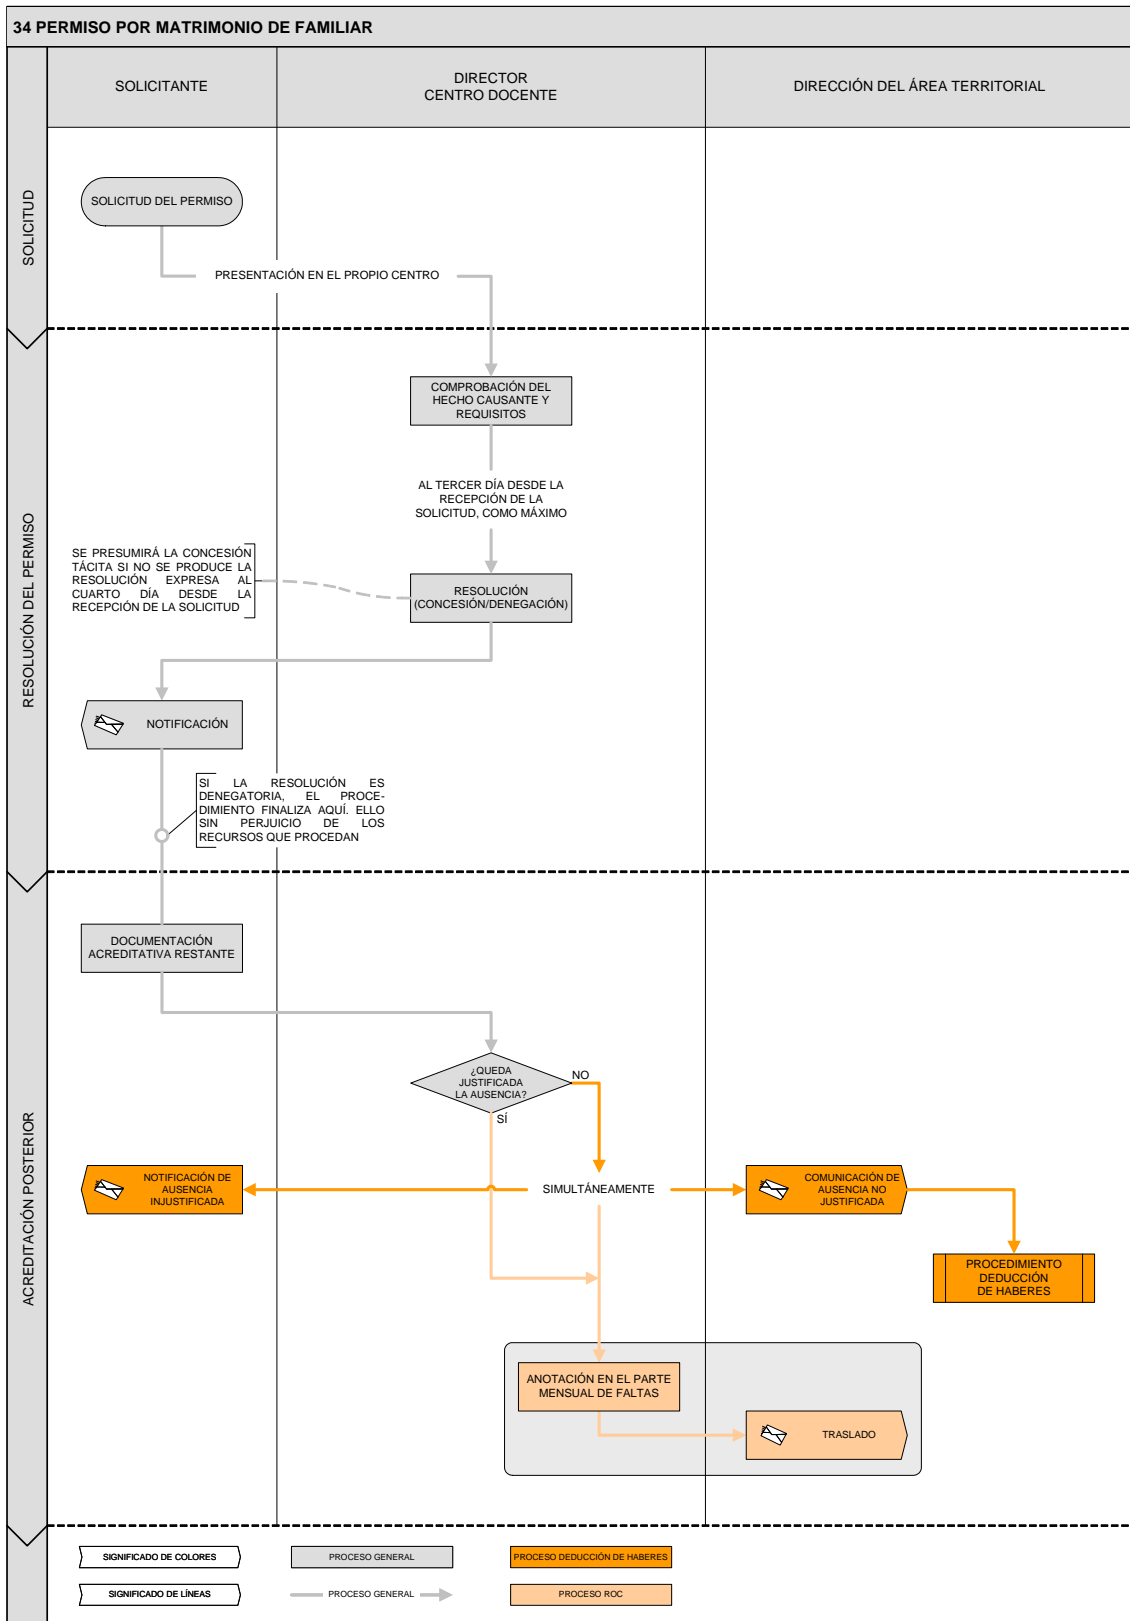 34 PERMISO POR MATRIMONIO DE FAMILIAR
SOLICITANTE
DIRECTOR
CENTRO DOCENTE
DIRECCIÓN DEL ÁREA TERRITORIAL
SOLICITUD
SOLICITUD DEL PERMISO
PRESENTACIÓN EN EL PROPIO CENTRO
RESOLUCIÓN DEL PERMISO
COMPROBACIÓN DEL
HECHO CAUSANTE Y
REQUISITOS
AL TERCER DÍA DESDE LA
RECEPCIÓN DE LA
SOLICITUD, COMO MÁXIMO
SE PRESUMIRÁ LA CONCESIÓN
TÁCITA SI NO SE PRODUCE LA
RESOLUCIÓN EXPRESA AL
CUARTO DÍA DESDE LA
RECEPCIÓN DE LA SOLICITUD
RESOLUCIÓN
(CONCESIÓN/DENEGACIÓN)
NOTIFICACIÓN
SI LA RESOLUCIÓN ES
DENEGATORIA, EL PROCE-
DIMIENTO FINALIZA AQUÍ. ELLO
SIN PERJUICIO DE LOS
RECURSOS QUE PROCEDAN
ACREDITACIÓN POSTERIOR
DOCUMENTACIÓN
ACREDITATIVA RESTANTE
¿QUEDA
JUSTIFICADA
LA AUSENCIA?
NO
SÍ
NOTIFICACIÓN DE
AUSENCIA
INJUSTIFICADA
SIMULTÁNEAMENTE
COMUNICACIÓN DE
AUSENCIA NO
JUSTIFICADA
PROCEDIMIENTO
DEDUCCIÓN
DE HABERES
ANOTACIÓN EN EL PARTE
MENSUAL DE FALTAS
TRASLADO
SIGNIFICADO DE COLORES
PROCESO GENERAL
PROCESO DEDUCCIÓN DE HABERES
SIGNIFICADO DE LÍNEAS
PROCESO GENERAL
PROCESO ROC